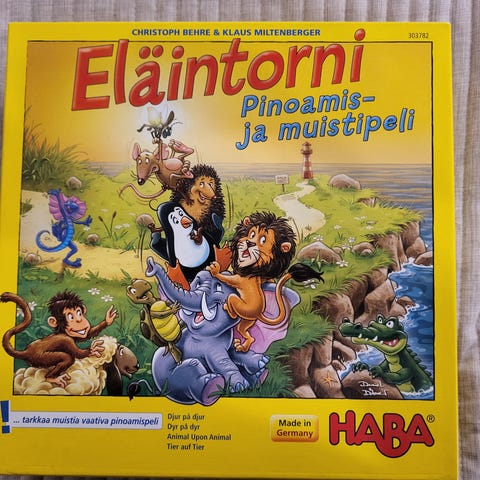 CHRISTOPH BEHRE & KLAUS MILTENBERGER
303782
Eläintorni
Pinoamis-
ja muistipeli
! ... tarkkaa muistia vaativa pinoamispeli
Djur på djur
Dyr på dyr
Animal Upon Animal
Tier auf Tier
Made in
Germany
HABA®